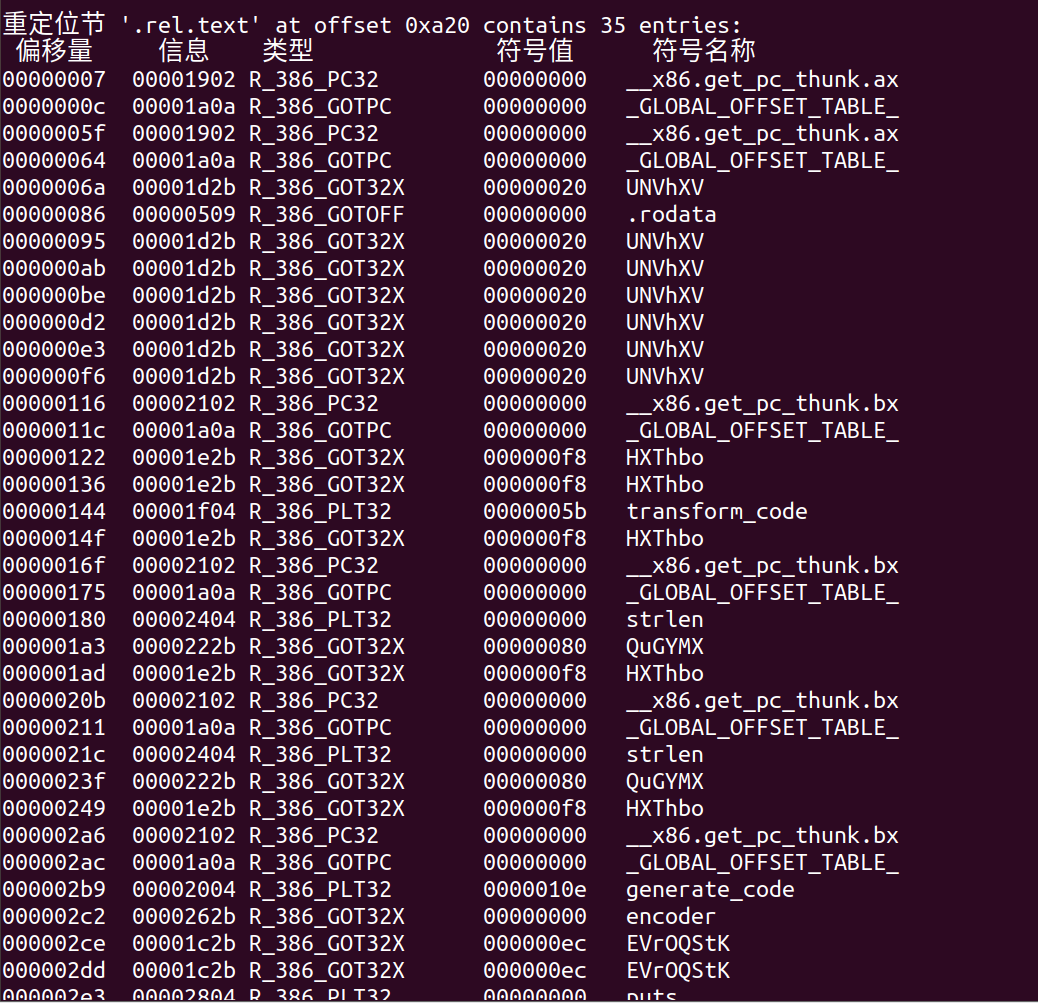 重定位节 '.rel.text' at offset 0xa20 contains 35 entries:
偏移量 信息 类型 符号值 符号名称
00000007 00001902 R_386_PC32 00000000 __x86.get_pc_thunk.ax
0000000c 00001a0a R_386_GOTPC 00000000 _GLOBAL_OFFSET_TABLE_
0000005f 00001902 R_386_PC32 00000000 __x86.get_pc_thunk.ax
00000064 00001a0a R_386_GOTPC 00000000 _GLOBAL_OFFSET_TABLE_
0000006a 00001d2b R_386_GOT32X 00000020 UNVhXV
00000086 00000509 R_386_GOTOFF 00000000 .rodata
00000095 00001d2b R_386_GOT32X 00000020 UNVhXV
000000ab 00001d2b R_386_GOT32X 00000020 UNVhXV
000000be 00001d2b R_386_GOT32X 00000020 UNVhXV
000000d2 00001d2b R_386_GOT32X 00000020 UNVhXV
000000e3 00001d2b R_386_GOT32X 00000020 UNVhXV
000000f6 00001d2b R_386_GOT32X 00000020 UNVhXV
00000116 00002102 R_386_PC32 00000000 __x86.get_pc_thunk.bx
0000011c 00001a0a R_386_GOTPC 00000000 _GLOBAL_OFFSET_TABLE_
00000122 00001e2b R_386_GOT32X 000000f8 HXThbo
00000136 00001e2b R_386_GOT32X 000000f8 HXThbo
00000144 00001f04 R_386_PLT32 0000005b transform_code
0000014f 00001e2b R_386_GOT32X 000000f8 HXThbo
0000016f 00002102 R_386_PC32 00000000 __x86.get_pc_thunk.bx
00000175 00001a0a R_386_GOTPC 00000000 _GLOBAL_OFFSET_TABLE_
00000180 00002404 R_386_PLT32 00000000 strlen
000001a3 0000222b R_386_GOT32X 00000080 QuGYMX
000001ad 00001e2b R_386_GOT32X 000000f8 HXThbo
0000020b 00002102 R_386_PC32 00000000 __x86.get_pc_thunk.bx
00000211 00001a0a R_386_GOTPC 00000000 _GLOBAL_OFFSET_TABLE_
0000021c 00002404 R_386_PLT32 00000000 strlen
0000023f 0000222b R_386_GOT32X 00000080 QuGYMX
00000249 00001e2b R_386_GOT32X 000000f8 HXThbo
000002a6 00002102 R_386_PC32 00000000 __x86.get_pc_thunk.bx
000002ac 00001a0a R_386_GOTPC 00000000 _GLOBAL_OFFSET_TABLE_
000002b9 00002004 R_386_PLT32 0000010e generate_code
000002c2 0000262b R_386_GOT32X 00000000 encoder
000002ce 00001c2b R_386_GOT32X 000000ec EVrOQStK
000002dd 00001c2b R_386_GOT32X 000000ec EVrOQStK
000002e3 00002804 R_386_PLT32 00000000 puts